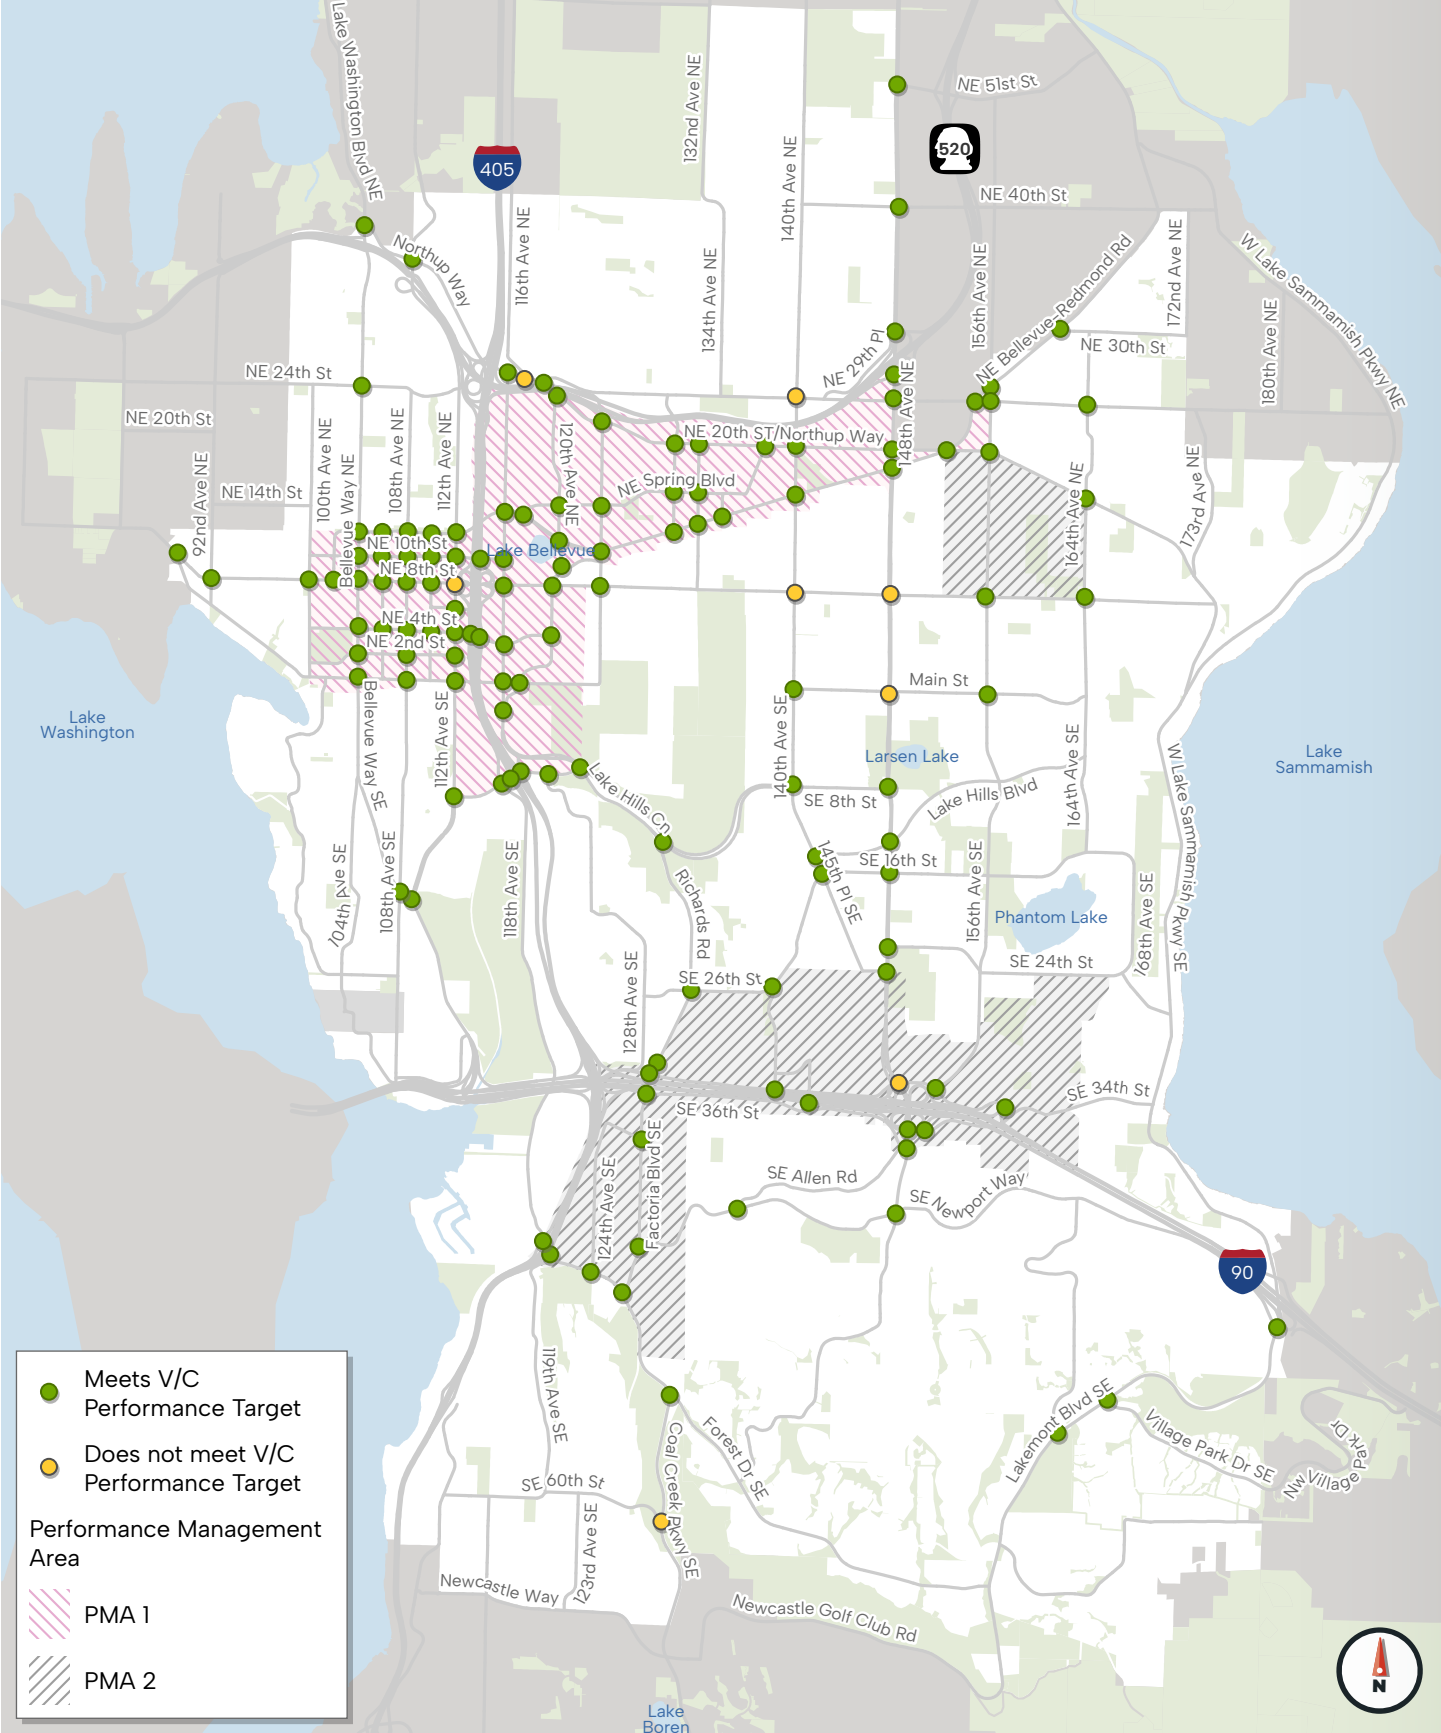 Lake Washington Blvd NE
132nd Ave NE
NE 51st St
520
405
140th Ave NE
NE 40th St
Northup Way
116th Ave NE
134th Ave NE
156th Ave NE
NE Bellevue-Redmond Rd
172nd Ave NE
W Lake Sammamish Pkwy NE
180th Ave NE
NE 29th Pl
NE 30th St
NE 24th St
148th Ave NE
NE 20th St
100th Ave NE
108th Ave NE
112th Ave NE
120th Ave NE
NE 20th ST/Northup Way
92nd Ave NE
Bellevue Way NE
NE 14th St
NE Spring Blvd
164th Ave NE
173rd Ave NE
NE 10th St
Lake Bellevue
NE 8th St
NE 4th St
NE 2nd St
Main St
Lake
Washington
Bellevue Way SE
112th Ave SE
140th Ave SE
Larsen Lake
164th Ave SE
W Lake Sammamish Pkwy SE
Lake
Sammamish
Lake Hills Cn
SE 8th St
Lake Hills Blvd
104th Ave SE
108th Ave SE
118th Ave SE
145th Pl SE
SE 16th St
156th Ave SE
168th Ave SE
Richards Rd
Phantom Lake
128th Ave SE
SE 26th St
SE 24th St
SE 36th St
SE 34th St
Factoria Blvd SE
124th Ave SE
SE Allen Rd
SE Newport Way
90
119th Ave SE
Coal Creek Pkwy SE
Forest Dr SE
Lakemont Blvd SE
Village Park Dr SE
Nw Village Park Dr
SE 60th St
123rd Ave SE
Newcastle Way
Newcastle Golf Club Rd
Lake
Boren
Meets V/C
Performance Target
Does not meet V/C
Performance Target
Performance Management
Area
PMA 1
PMA 2
N